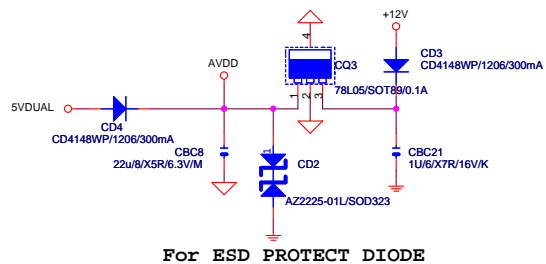 +12V
4
CQ3
CD3
CD4148WP/1206/300mA
AVDD
78L05/SOT89/0.1A
1
2
3
5VDUAL
CD4
CD4148WP/1206/300mA
CBC8
22u/8/X5R/6.3V/M
1
CD2
AZ2225-01L/SOD323
CBC21
1U/6/X7R/16V/K
For ESD PROTECT DIODE